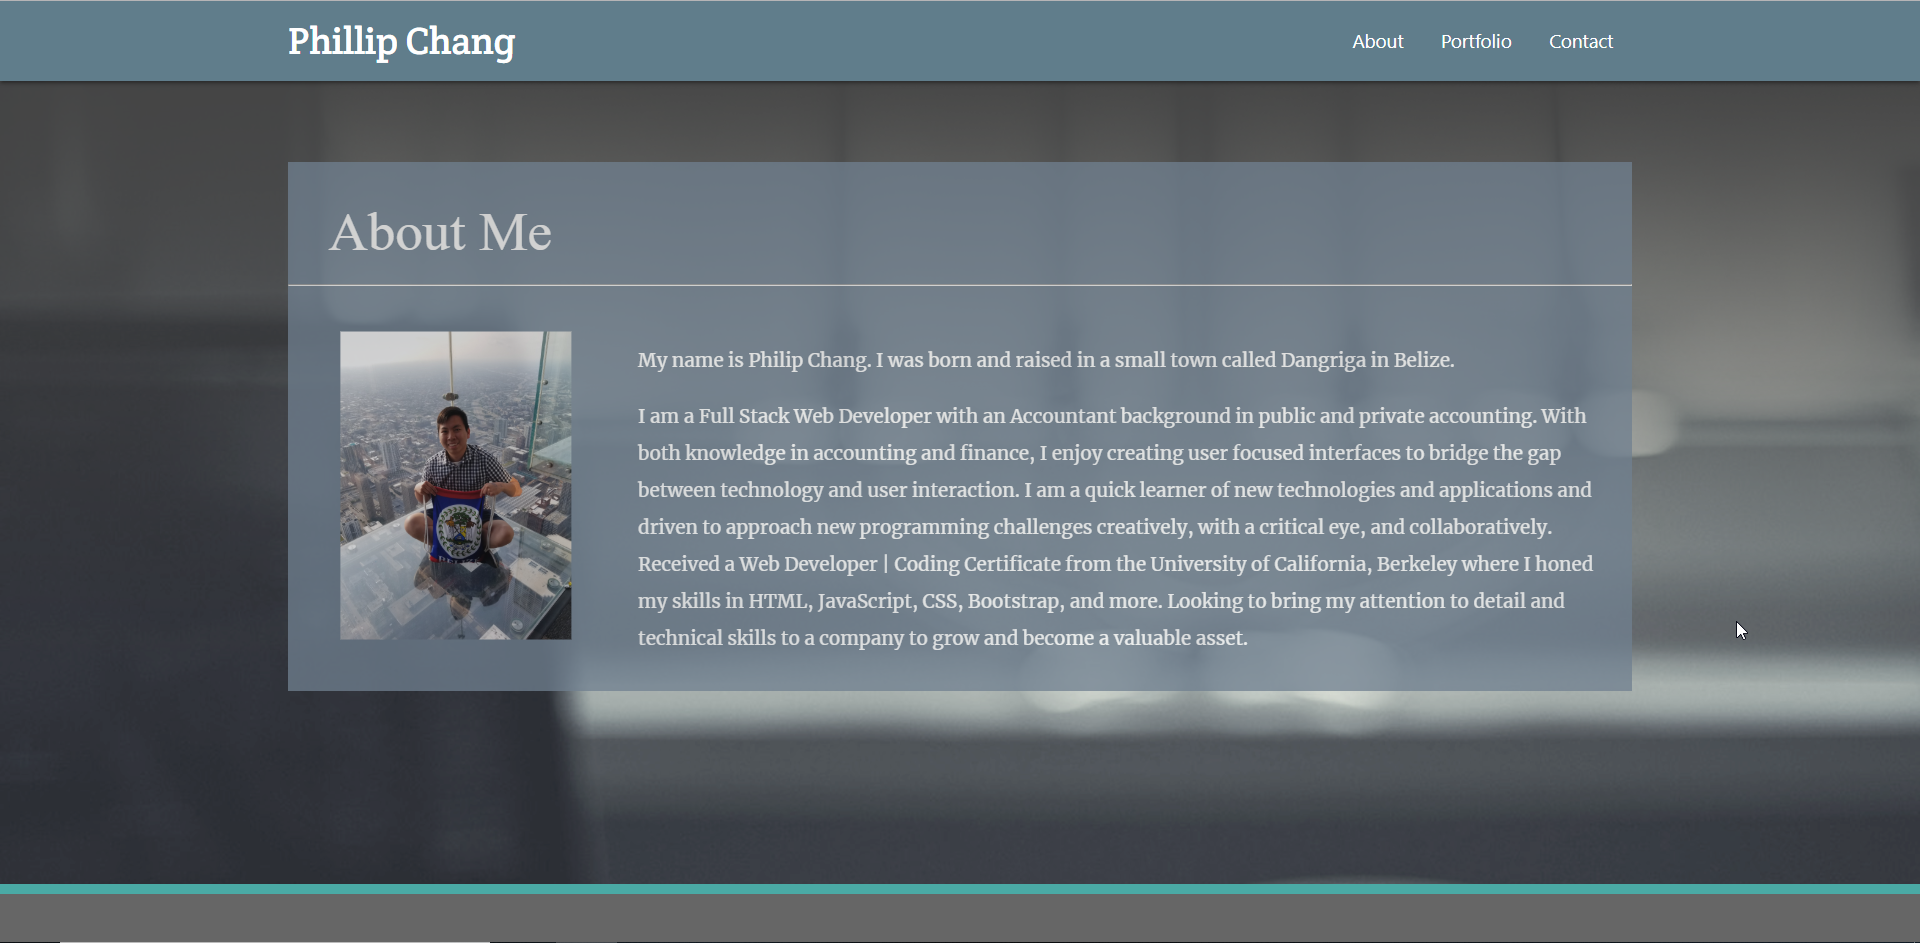 Phillip Chang
About
Portfolio
Contact
About Me
My name is Philip Chang. I was born and raised in a small town called Dangriga in Belize.
I am a Full Stack Web Developer with an Accountant background in public and private accounting. With
both knowledge in accounting and finance, I enjoy creating user focused interfaces to bridge the gap
between technology and user interaction. I am a quick learner of new technologies and applications and
driven to approach new programming challenges creatively, with a critical eye, and collaboratively.
Received a Web Developer | Coding Certificate from the University of California, Berkeley where I honed
my skills in HTML, JavaScript, CSS, Bootstrap, and more. Looking to bring my attention to detail and
technical skills to a company to grow and become a valuable asset.